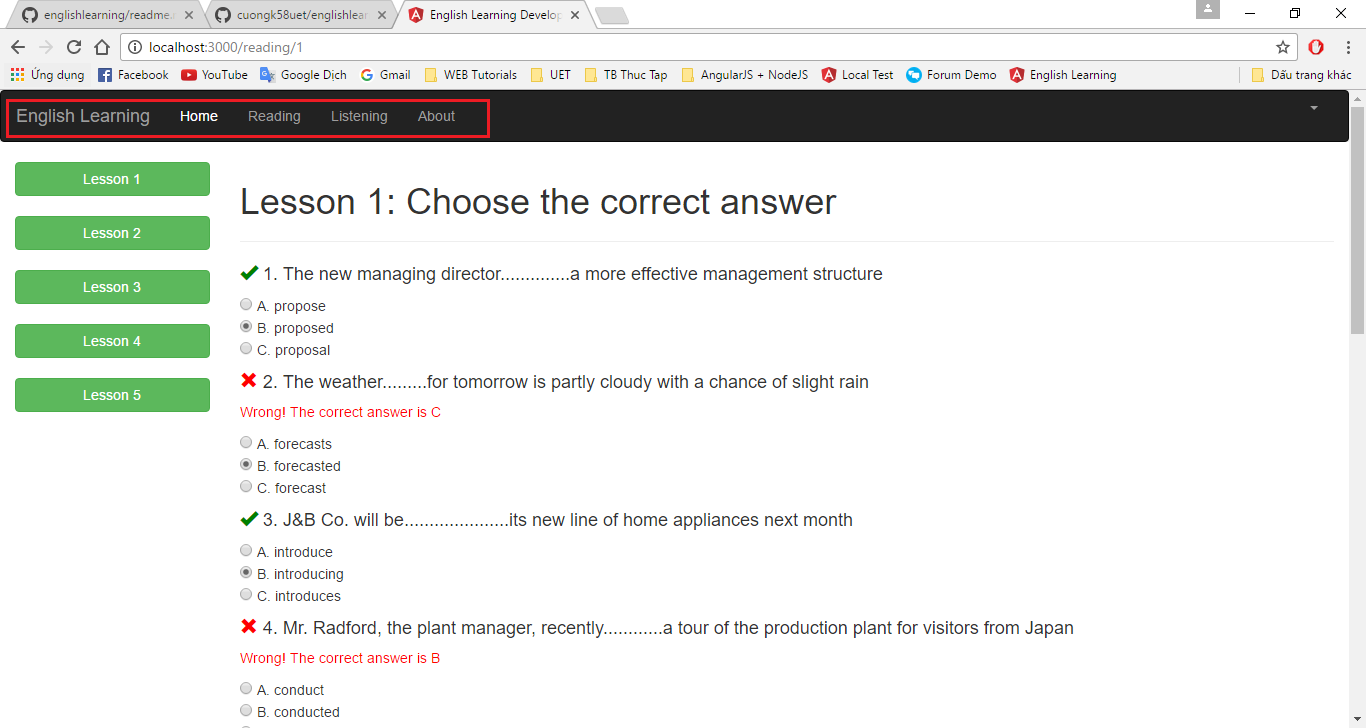 englishlearning/readme.
cuongk58uet/englishlear
English Learning Develop
localhost:3000/reading/1
Ứng dụng Facebook YouTube Google Dịch Gmail WEB Tutorials UET TB Thuc Tap AngularJS + NodeJS Local Test Forum Demo English Learning Dấu trang khác
English Learning Home Reading Listening About
Lesson 1
Lesson 2
Lesson 3
Lesson 4
Lesson 5
Lesson 1: Choose the correct answer
1. The new managing director..............a more effective management structure
A. propose
B. proposed
C. proposal
2. The weather.........for tomorrow is partly cloudy with a chance of slight rain
Wrong! The correct answer is C
A. forecasts
B. forecasted
C. forecast
3. J&B Co. will be.....................its new line of home appliances next month
A. introduce
B. introducing
C. introduces
4. Mr. Radford, the plant manager, recently............a tour of the production plant for visitors from Japan
Wrong! The correct answer is B
A. conduct
B. conducted